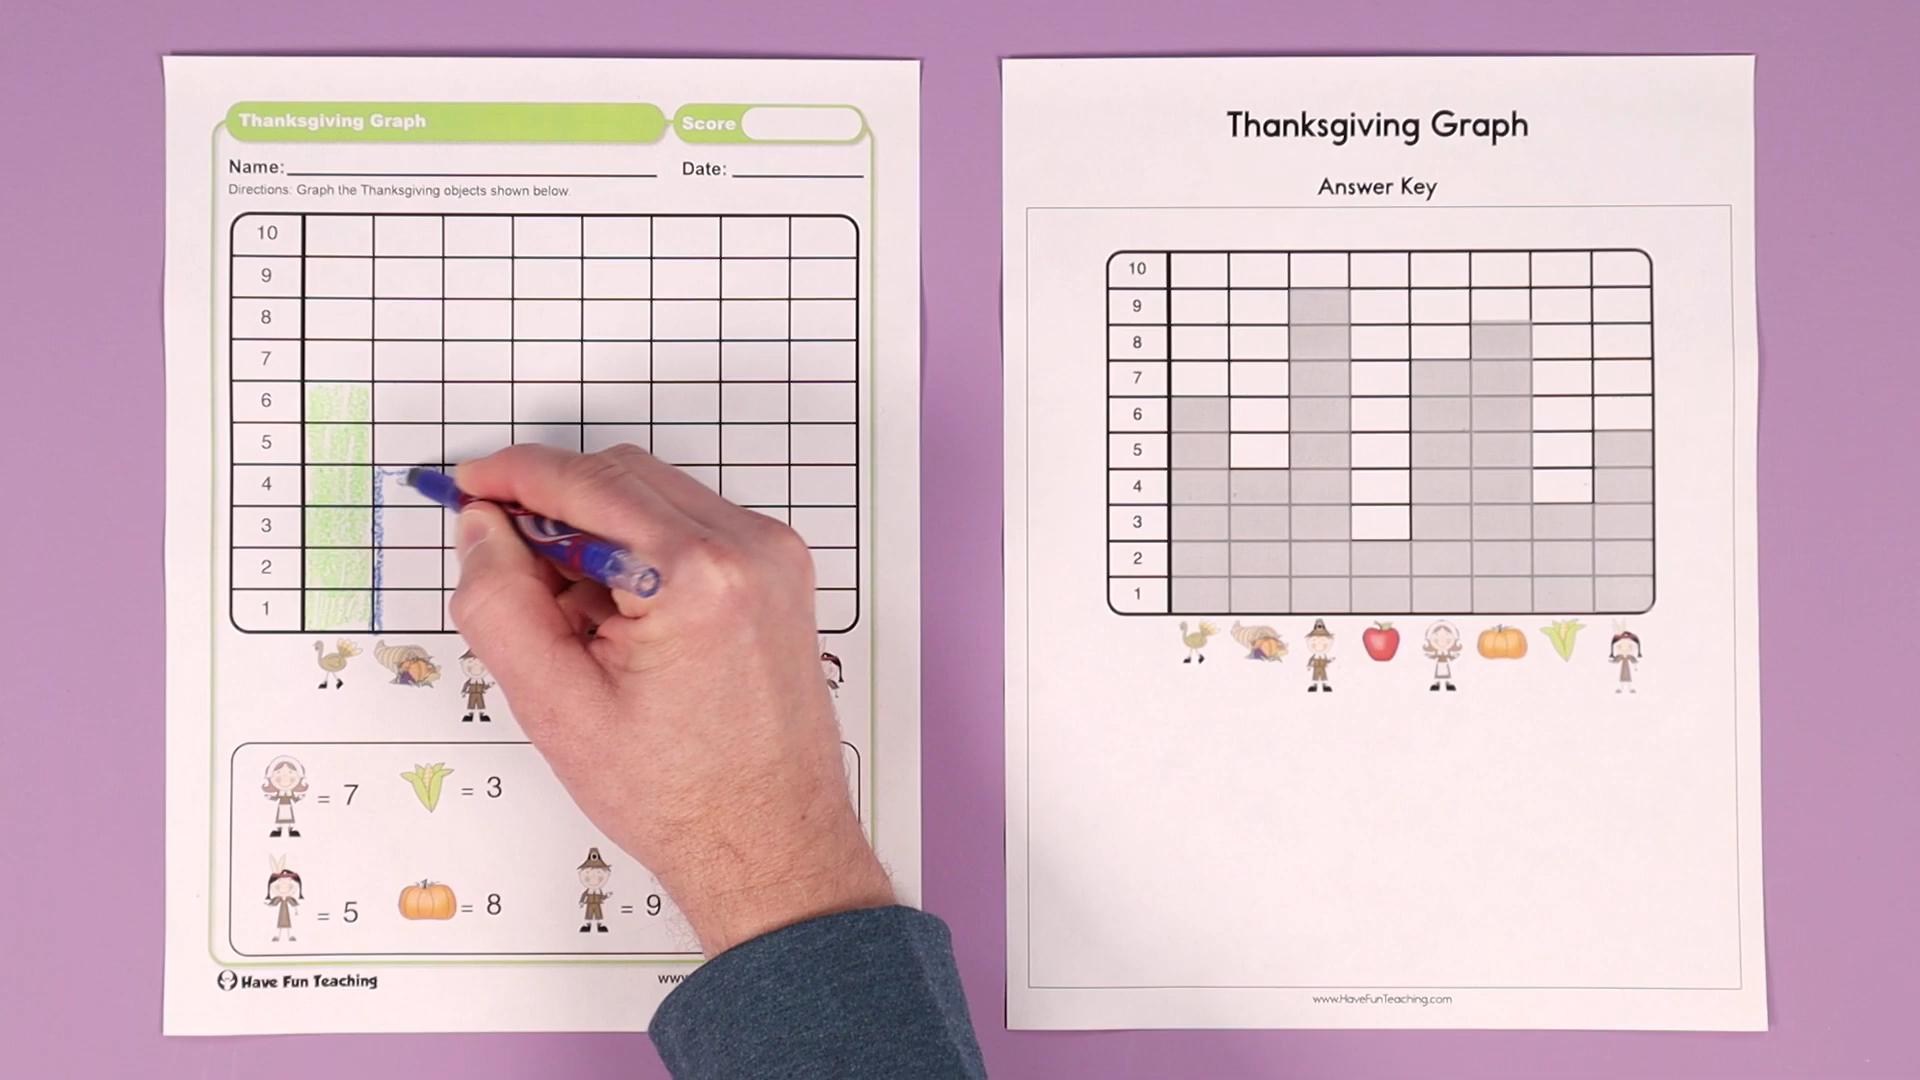 Thanksgiving Graph
Score
Name:
Date:
Directions: Graph the Thanksgiving objects shown below.
10
9
8
7
6
5
4
3
2
1
= 7
= 3
= 5
= 8
= 9
Have Fun Teaching
Thanksgiving Graph
Answer Key
10
9
8
7
6
5
4
3
2
1
www.HaveFunTeaching.com